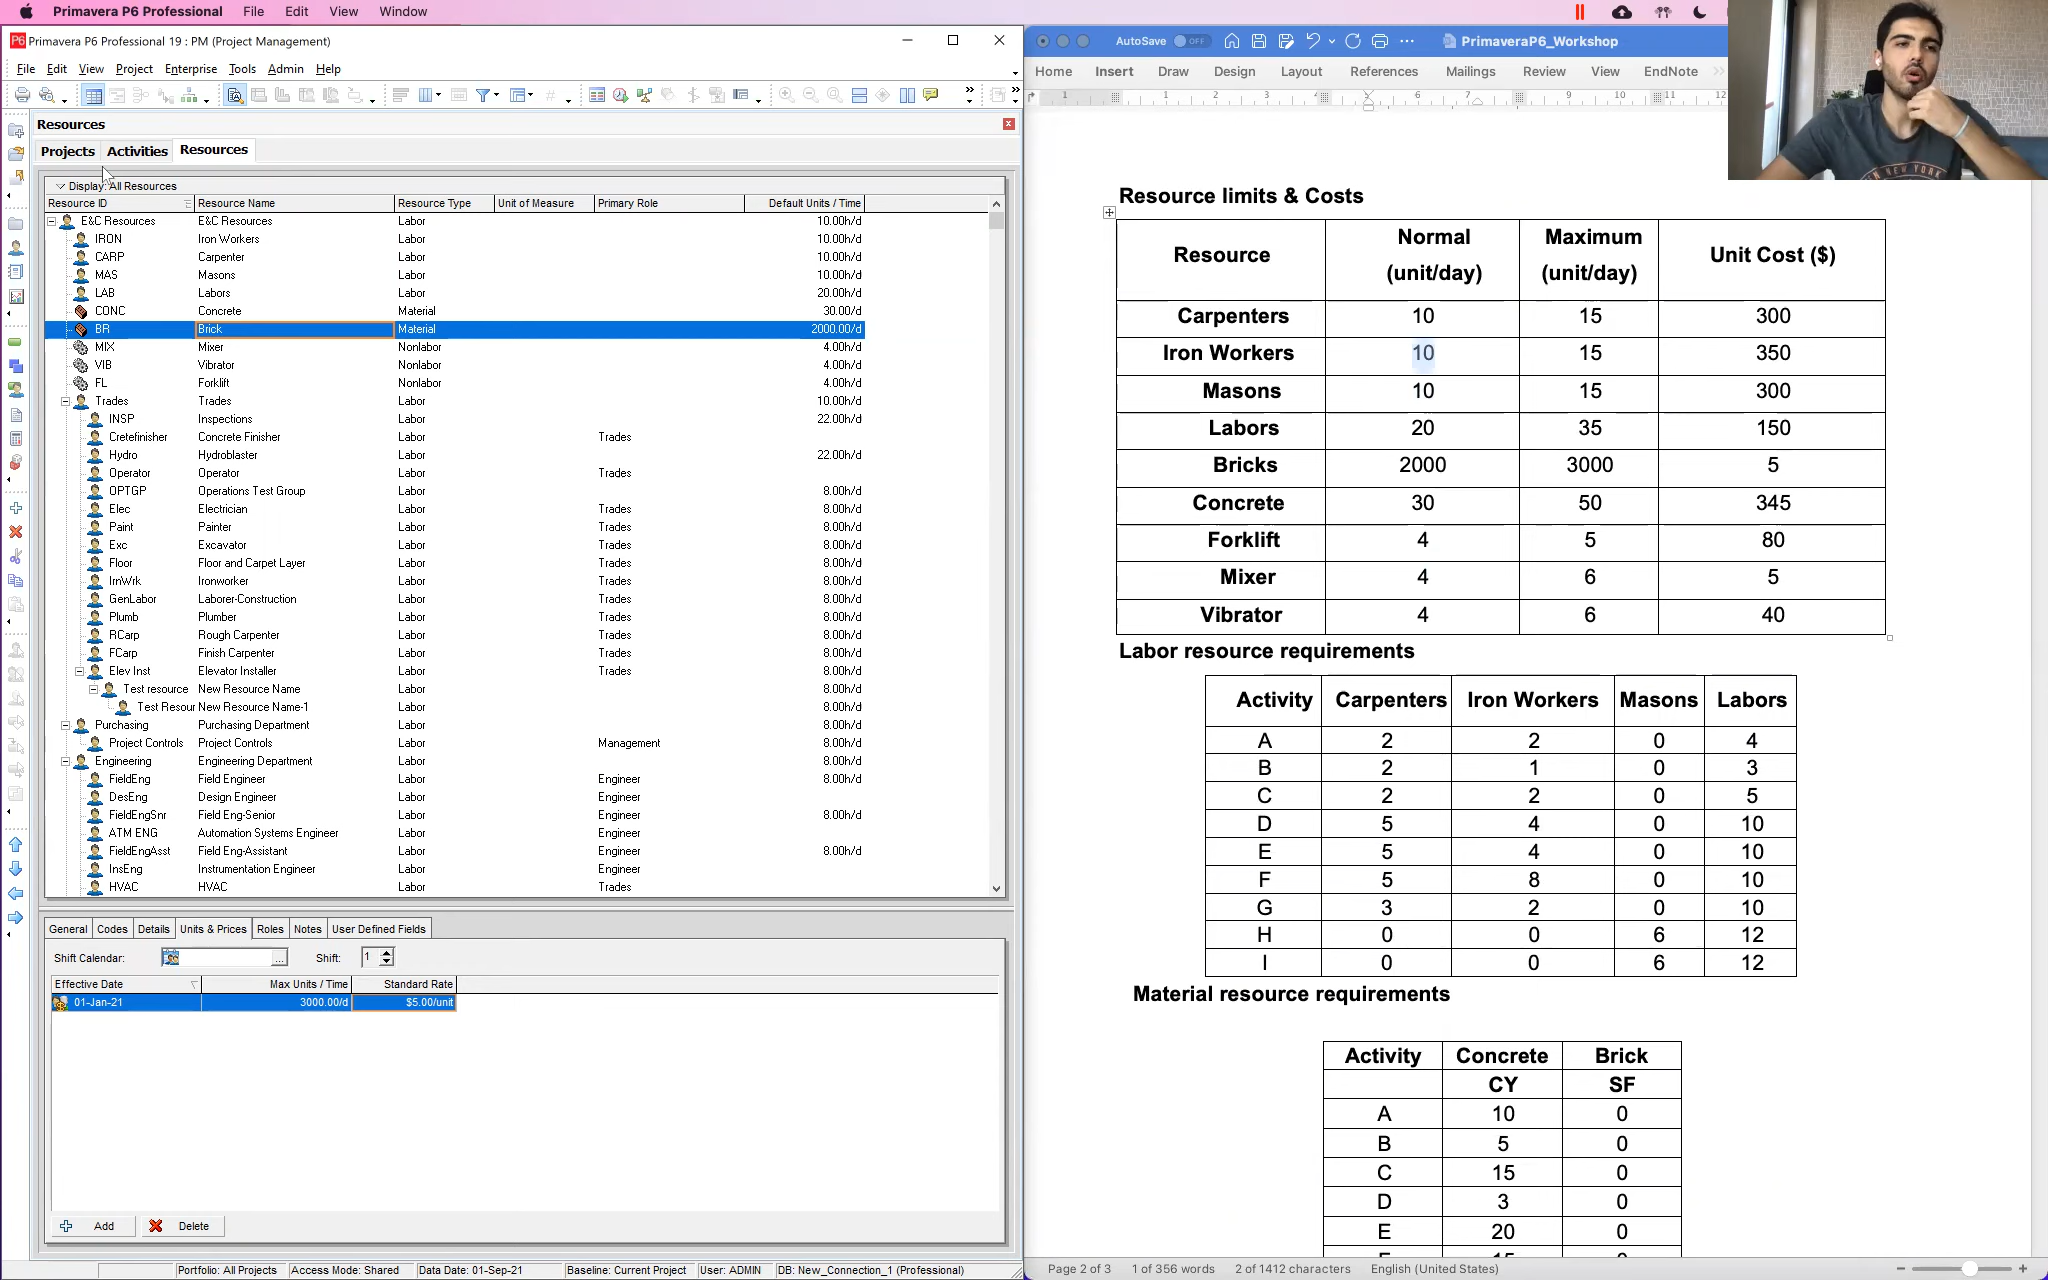 Primavera P6 Professional File Edit View Window
P6 Primavera P6 Professional 19 : PM (Project Management)
File Edit View Project Enterprise Tools Admin Help
Resources
Projects Activities Resources
Display: All Resources
Resource ID Resource Name Resource Type Unit of Measure Primary Role Default Units / Time
E&C Resources E&C Resources Labor 10.00h/d
IRON Iron Workers Labor 10.00h/d
CARP Carpenter Labor 10.00h/d
MAS Masons Labor 10.00h/d
LAB Labors Labor 20.00h/d
CONC Concrete Material 30.00/d
BR Brick Material 2000.00/d
MIX Mixer Nonlabor 4.00h/d
VIB Vibrator Nonlabor 4.00h/d
FL Forklift Nonlabor 4.00h/d
Trades Trades Labor 10.00h/d
INSP Inspections Labor 22.00h/d
Cretefinisher Concrete Finisher Labor Trades
Hydro Hydroblaster Labor 22.00h/d
Operator Operator Labor Trades
OPTGP Operations Test Group Labor 8.00h/d
Elec Electrician Labor Trades 8.00h/d
Paint Painter Labor Trades 8.00h/d
Exc Excavator Labor Trades 8.00h/d
Floor Floor and Carpet Layer Labor Trades 8.00h/d
IrnWrk Ironworker Labor Trades 8.00h/d
GenLabor Laborer-Construction Labor Trades 8.00h/d
Plumb Plumber Labor Trades 8.00h/d
RCarp Rough Carpenter Labor Trades 8.00h/d
FCarp Finish Carpenter Labor Trades 8.00h/d
Elev Inst Elevator Installer Labor Trades 8.00h/d
Test resource New Resource Name Labor 8.00h/d
Test Resour New Resource Name-1 Labor 8.00h/d
Purchasing Purchasing Department Labor 8.00h/d
Project Controls Project Controls Labor Management 8.00h/d
Engineering Engineering Department Labor 8.00h/d
FieldEng Field Engineer Labor Engineer 8.00h/d
DesEng Design Engineer Labor Engineer
FieldEngSnr Field Eng-Senior Labor Engineer 8.00h/d
ATM ENG Automation Systems Engineer Labor Engineer
FieldEngAsst Field Eng-Assistant Labor Engineer 8.00h/d
InsEng Instrumentation Engineer Labor Engineer
HVAC HVAC Labor Trades
General Codes Details Units & Prices Roles Notes User Defined Fields
Shift Calendar: ... Shift: 1
Effective Date Max Units / Time Standard Rate
01-Jan-21 3000.00/d $5.00/unit
Add Delete
Portfolio: All Projects Access Mode: Shared Data Date: 01-Sep-21 Baseline: Current Project User: ADMIN DB: New_Connection_1 (Professional)
AutoSave OFF PrimaveraP6_Workshop
Home Insert Draw Design Layout References Mailings Review View EndNote
1 1 2 3 4 6 7 9 10 11 12
Resource limits & Costs
Resource Normal (unit/day) Maximum (unit/day) Unit Cost ($)
Carpenters 10 15 300
Iron Workers 10 15 350
Masons 10 15 300
Labors 20 35 150
Bricks 2000 3000 5
Concrete 30 50 345
Forklift 4 5 80
Mixer 4 6 5
Vibrator 4 6 40
Labor resource requirements
Activity Carpenters Iron Workers Masons Labors
A 2 2 0 4
B 2 1 0 3
C 2 2 0 5
D 5 4 0 10
E 5 4 0 10
F 5 8 0 10
G 3 2 0 10
H 0 0 6 12
I 0 0 6 12
Material resource requirements
Activity Concrete Brick
CY SF
A 10 0
B 5 0
C 15 0
D 3 0
E 20 0
Page 2 of 3 1 of 356 words 2 of 1412 characters English (United States)
NEW YORK